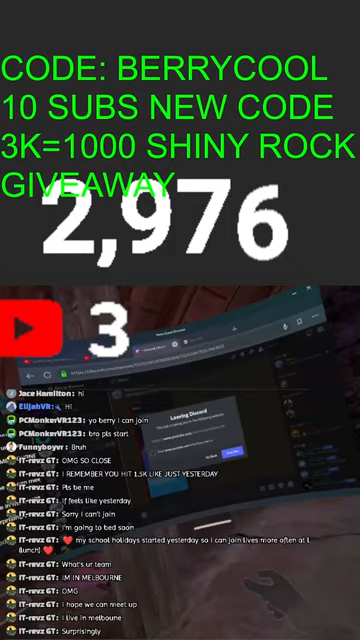 CODE: BERRYCOOL
10 SUBS NEW CODE
3K=1000 SHINY ROCK
GIVEAWAY
2,976
3
Leaving Discord
Jace Hamilton: hi
ElijahVR: HI
PCMonkerVR123: yo berry I can join
PCMonkerVR123: bro pls start
Funnyboyvr: Bruh
IT-revz GT: OMG SO CLOSE
IT-revz GT: I REMEMBER YOU HIT 1.5K LIKE JUST YESTERDAY
IT-revz GT: Pls be me
IT-revz GT: If feels like yesterday
IT-revz GT: Sorry I can't join
IT-revz GT: I'm going to bed soon
IT-revz GT: ❤️ my school holidays started yesterday so I can join lives more often at l
(lunch) ❤️
IT-revz GT: What's ur team
IT-revz GT: IM IN MELBOURNE
IT-revz GT: OMG
IT-revz GT: I hope we can meet up
IT-revz GT: I live in melboune
IT-revz GT: Surprisingly